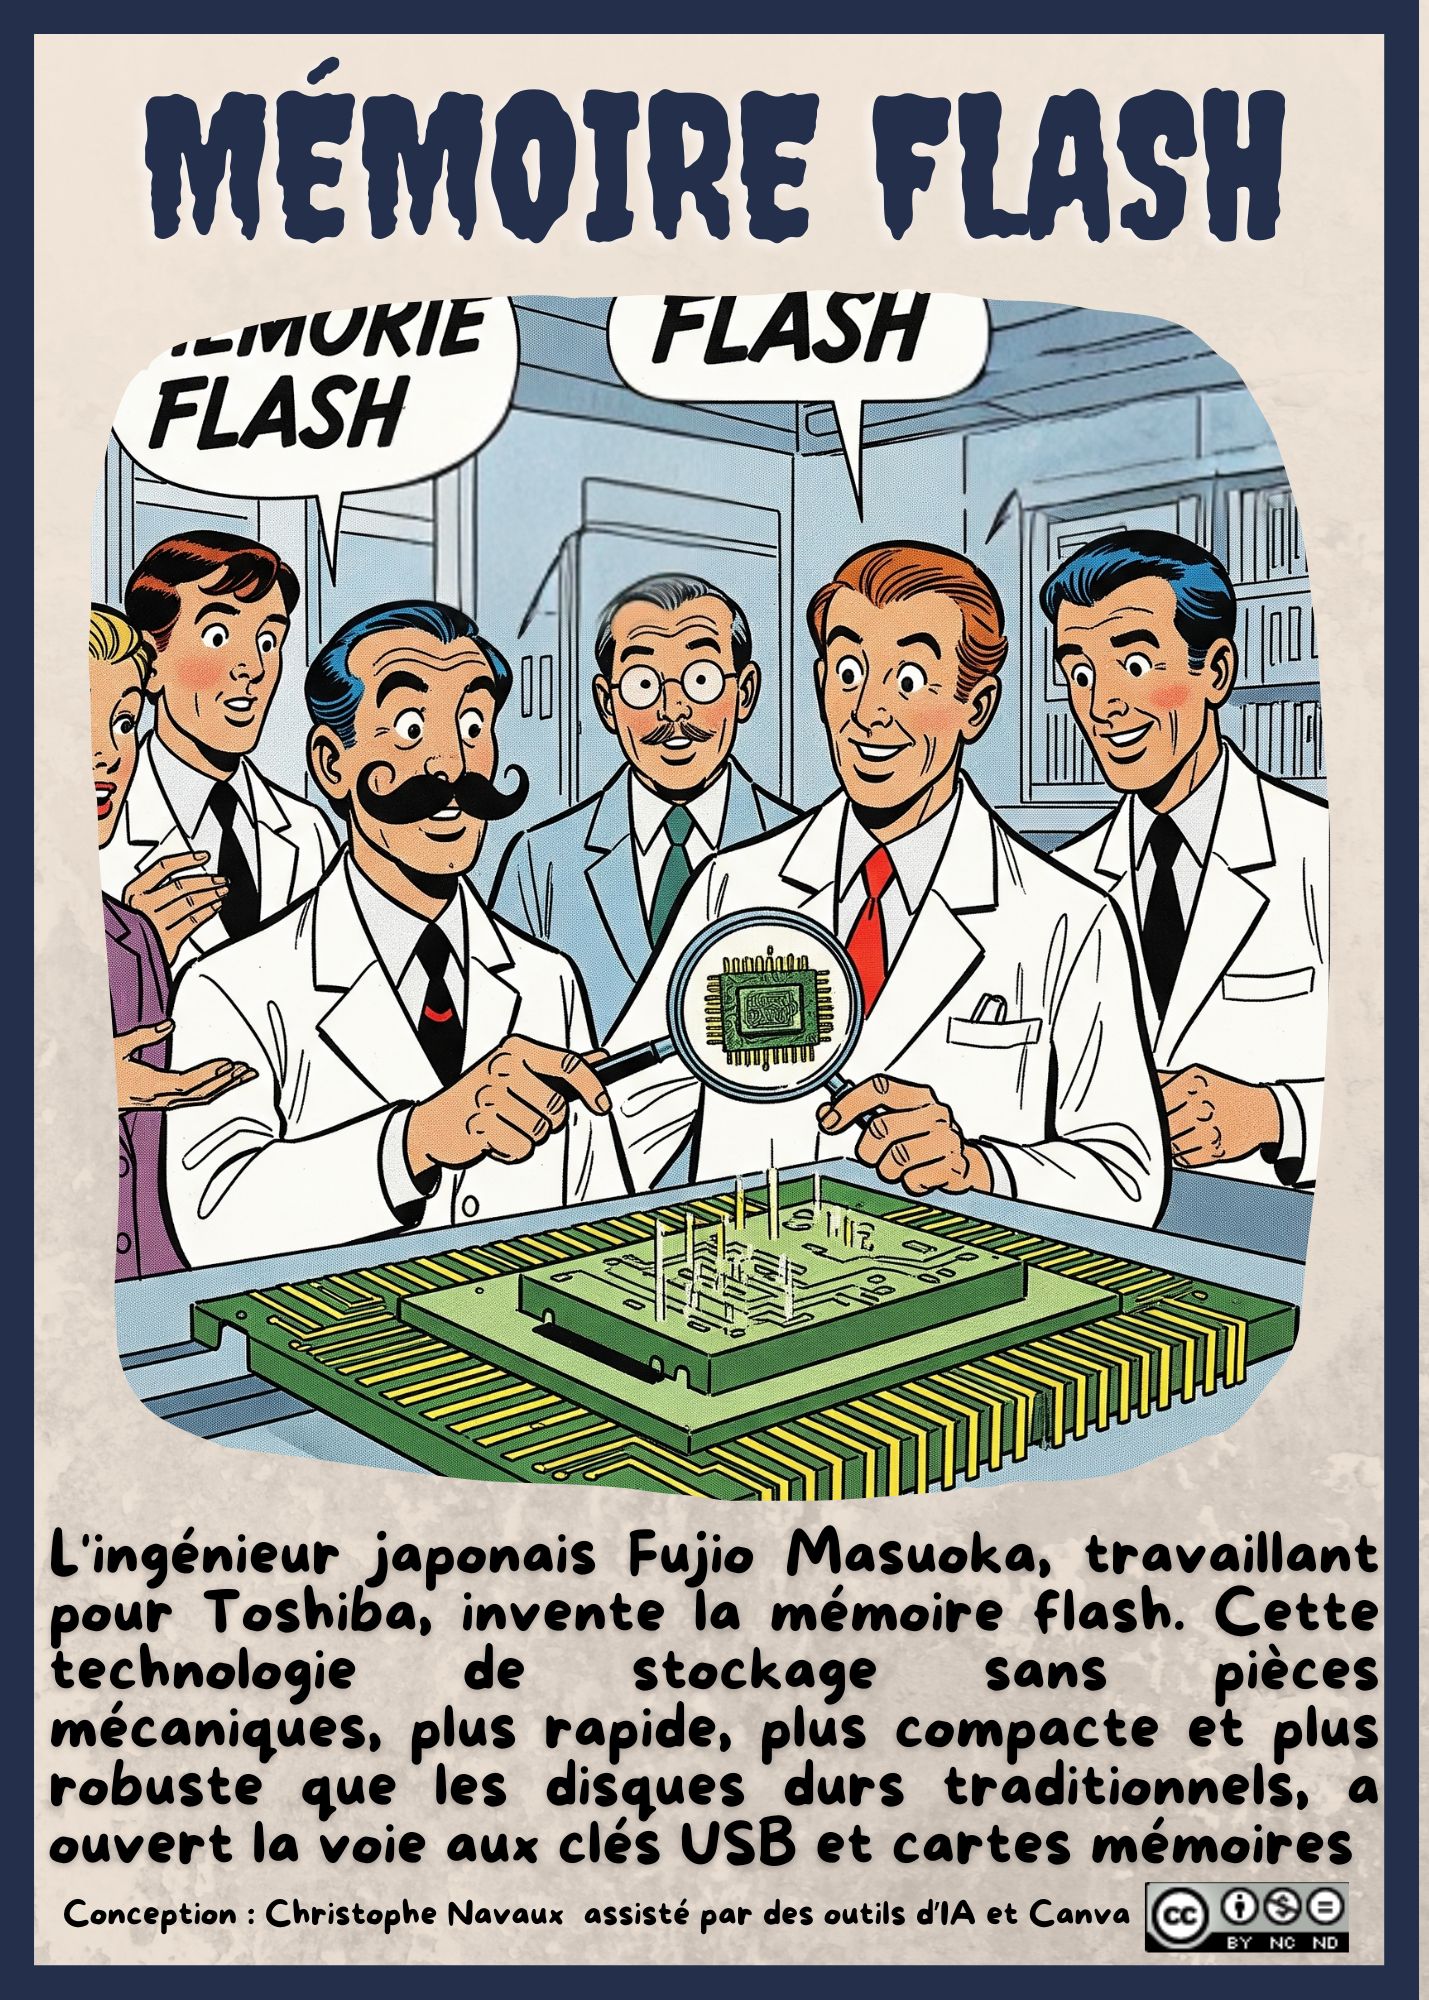 MÉMOIRE FLASH
FLASH
FLASH
L'ingénieur japonais Fujio Masuoka, travaillant
pour Toshiba, invente la mémoire flash. Cette
technologie de stockage sans pièces
mécaniques, plus rapide, plus compacte et plus
robuste que les disques durs traditionnels, a
ouvert la voie aux clés USB et cartes mémoires
Conception : Christophe Navaux assisté par des outils d'IA et Canva
cc
BY NC ND